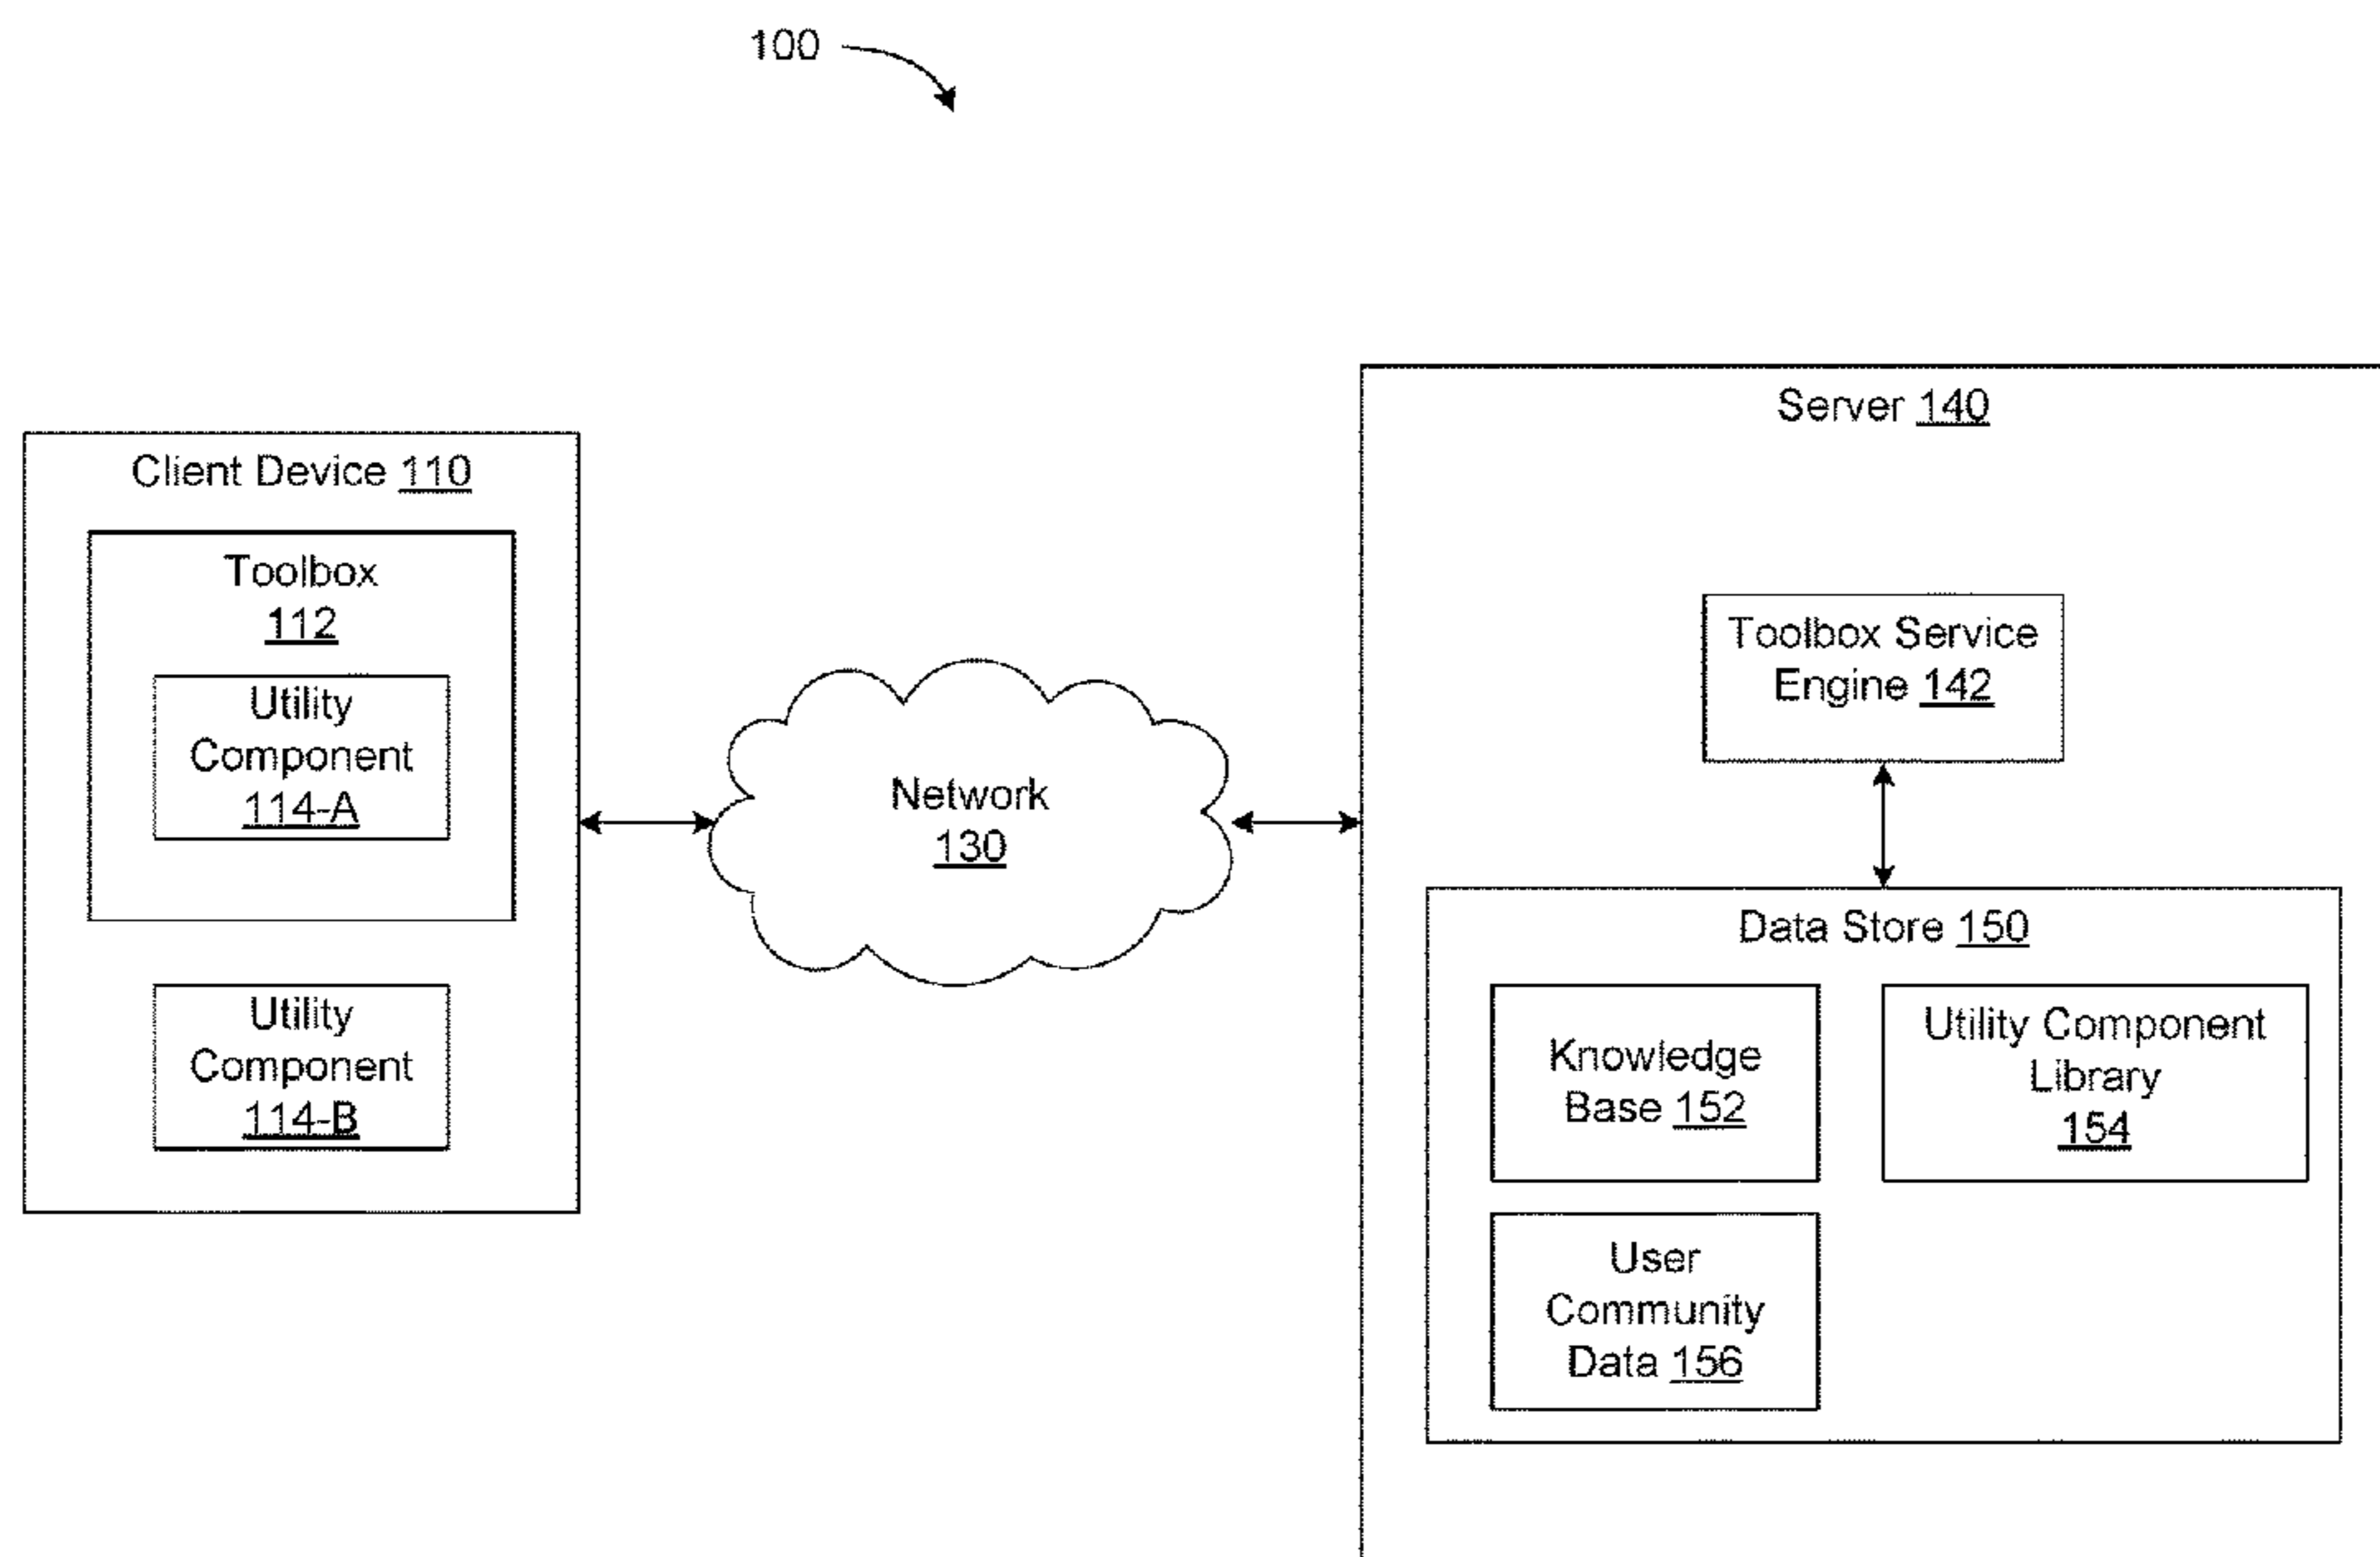 100
Server 140
Client Device 110
Toolbox
112
Utility
Component
114-A
Utility
Component
114-B
Network
130
Toolbox Service
Engine 142
Data Store 150
Knowledge
Base 152
Utility Component
Library
154
User
Community
Data 156